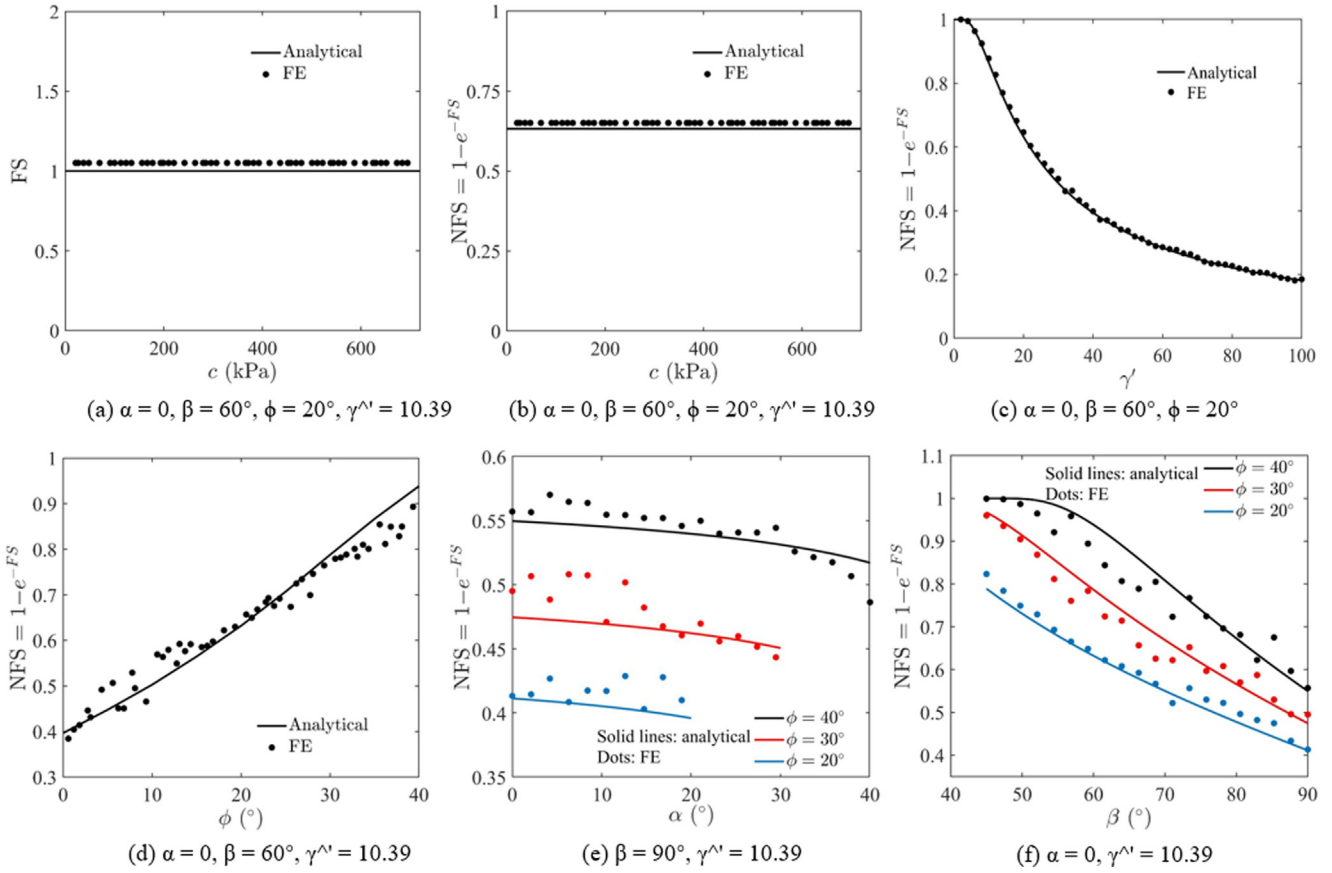 2
1.5
1
0.5
0
FS
Analytical
FE
0 200 400 600
c (kPa)
(a) α = 0, β = 60°, ϕ = 20°, γ^' = 10.39
1
0.75
0.5
0.25
0
NFS = 1−e^{−FS}
Analytical
FE
0 200 400 600
c (kPa)
(b) α = 0, β = 60°, ϕ = 20°, γ^' = 10.39
1
0.8
0.6
0.4
0.2
0
NFS = 1−e^{−FS}
Analytical
FE
0 20 40 60 80 100
γ′
(c) α = 0, β = 60°, ϕ = 20°
1
0.9
0.8
0.7
0.6
0.5
0.4
0.3
NFS = 1−e^{−FS}
Analytical
FE
0 10 20 30 40
ϕ (°)
(d) α = 0, β = 60°, γ^' = 10.39
0.6
0.55
0.5
0.45
0.4
0.35
NFS = 1−e^{−FS}
ϕ = 40°
Solid lines: analytical ϕ = 30°
Dots: FE ϕ = 20°
0 10 20 30 40
α (°)
(e) β = 90°, γ^' = 10.39
1.1
1
0.9
0.8
0.7
0.6
0.5
0.4
NFS = 1−e^{−FS}
Solid lines: analytical ϕ = 40°
Dots: FE ϕ = 30°
ϕ = 20°
40 50 60 70 80 90
β (°)
(f) α = 0, γ^' = 10.39